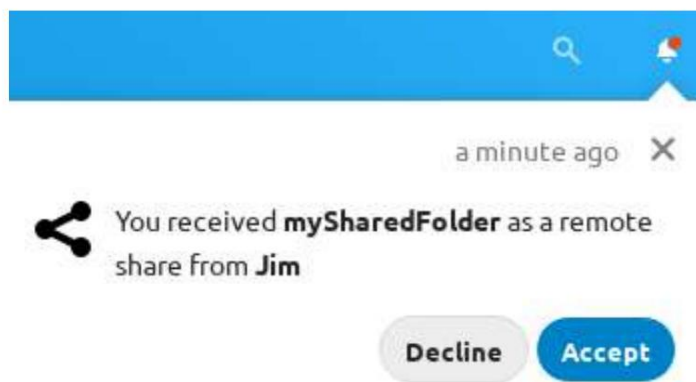 a minute ago
You received mySharedFolder as a remote
share from Jim
Decline
Accept